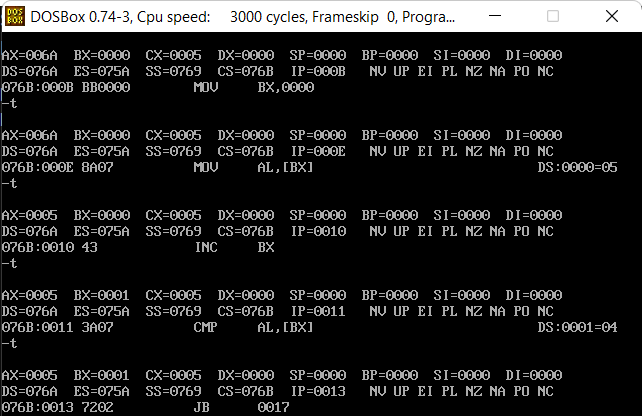 DOSBox 0.74-3, Cpu speed: 3000 cycles, Frameskip 0, Progra...
AX=006A BX=0000 CX=0005 DX=0000 SP=0000 BP=0000 SI=0000 DI=0000
DS=076A ES=075A SS=0769 CS=076B IP=000B NV UP EI PL NZ NA PO NC
076B:000B BB0000 MOV BX,0000
-t
AX=006A BX=0000 CX=0005 DX=0000 SP=0000 BP=0000 SI=0000 DI=0000
DS=076A ES=075A SS=0769 CS=076B IP=000E NV UP EI PL NZ NA PO NC
076B:000E 8A07 MOV AL,[BX] DS:0000=05
-t
AX=0005 BX=0000 CX=0005 DX=0000 SP=0000 BP=0000 SI=0000 DI=0000
DS=076A ES=075A SS=0769 CS=076B IP=0010 NV UP EI PL NZ NA PO NC
076B:0010 43 INC BX
-t
AX=0005 BX=0001 CX=0005 DX=0000 SP=0000 BP=0000 SI=0000 DI=0000
DS=076A ES=075A SS=0769 CS=076B IP=0011 NV UP EI PL NZ NA PO NC
076B:0011 3A07 CMP AL,[BX] DS:0001=04
-t
AX=0005 BX=0001 CX=0005 DX=0000 SP=0000 BP=0000 SI=0000 DI=0000
DS=076A ES=075A SS=0769 CS=076B IP=0013 NV UP EI PL NZ NA PO NC
076B:0013 7202 JB 0017